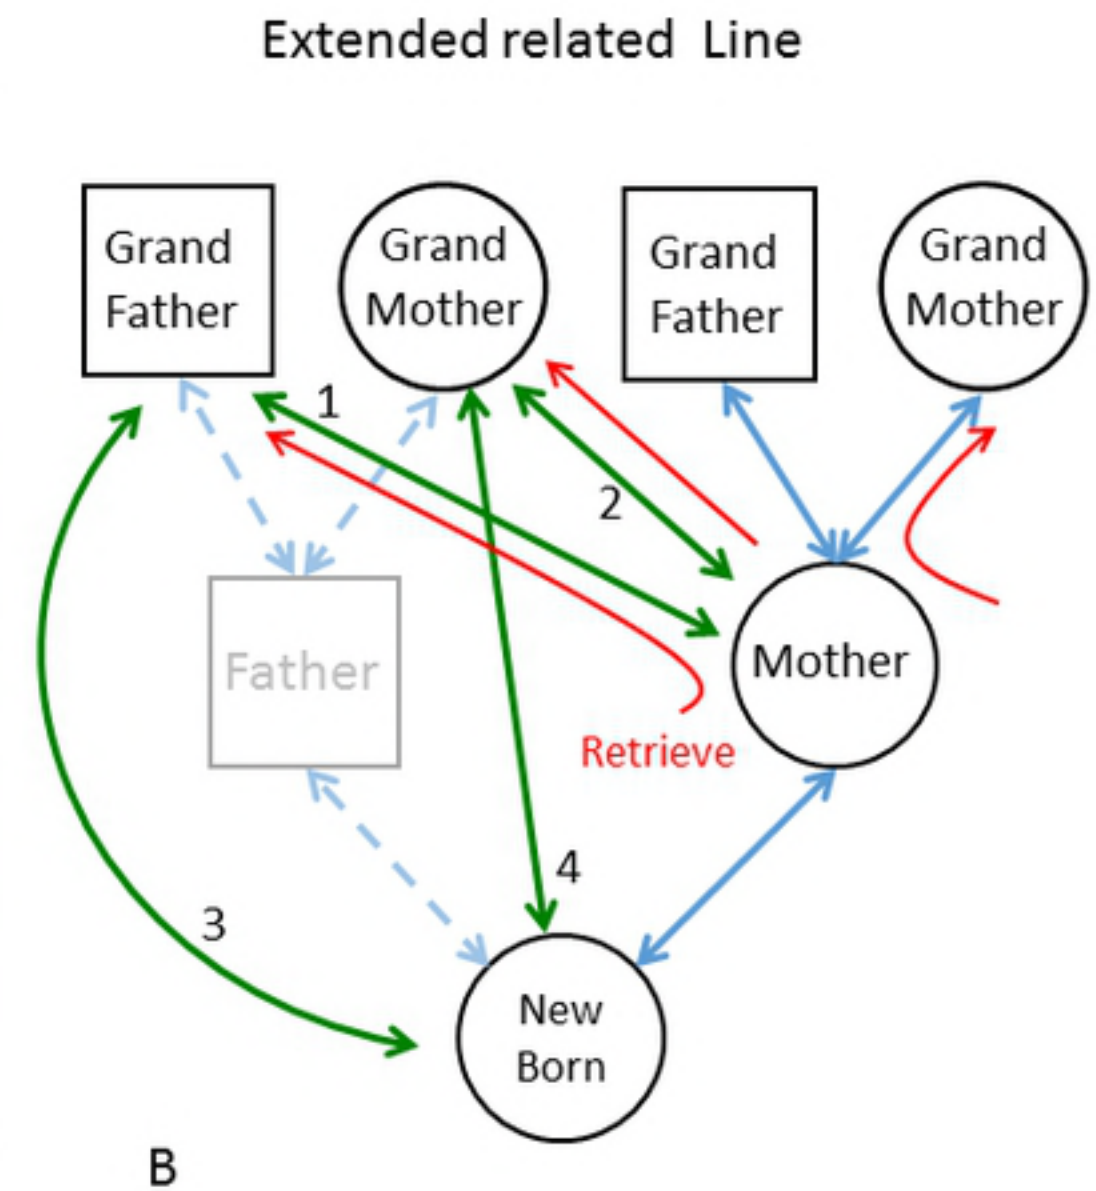 Extended related Line
Grand
Father
Grand
Mother
Grand
Father
Grand
Mother
1
2
Father
Mother
Retrieve
4
3
New
Born
B